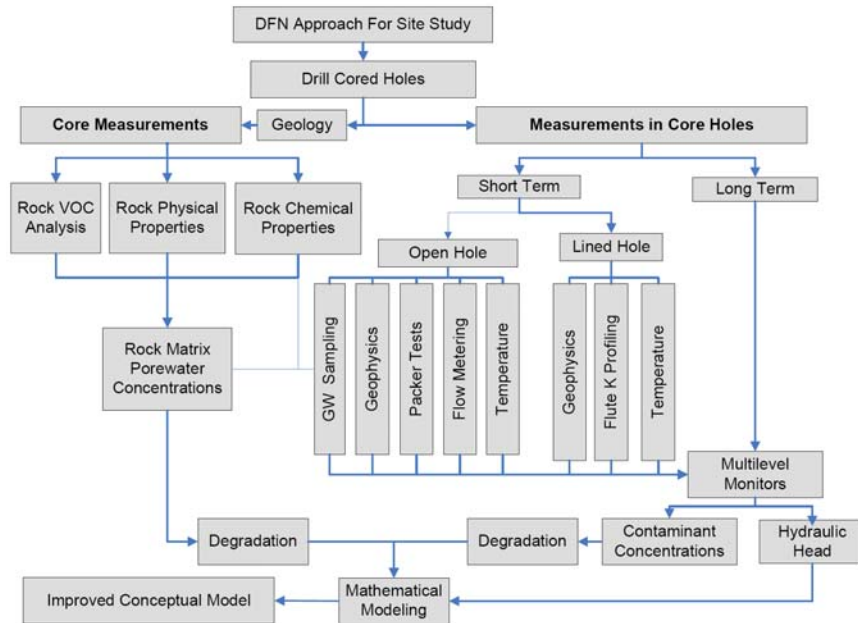 DFN Approach For Site Study
Drill Cored Holes
Core Measurements
Geology
Measurements in Core Holes
Short Term
Long Term
Rock VOC
Analysis
Rock Physical
Properties
Rock Chemical
Properties
Open Hole
Lined Hole
GW Sampling
Geophysics
Packer Tests
Flow Metering
Temperature
Geophysics
Flute K Profiling
Temperature
Rock Matrix
Porewater
Concentrations
Multilevel
Monitors
Degradation
Degradation
Contaminant
Concentrations
Hydraulic
Head
Improved Conceptual Model
Mathematical
Modeling